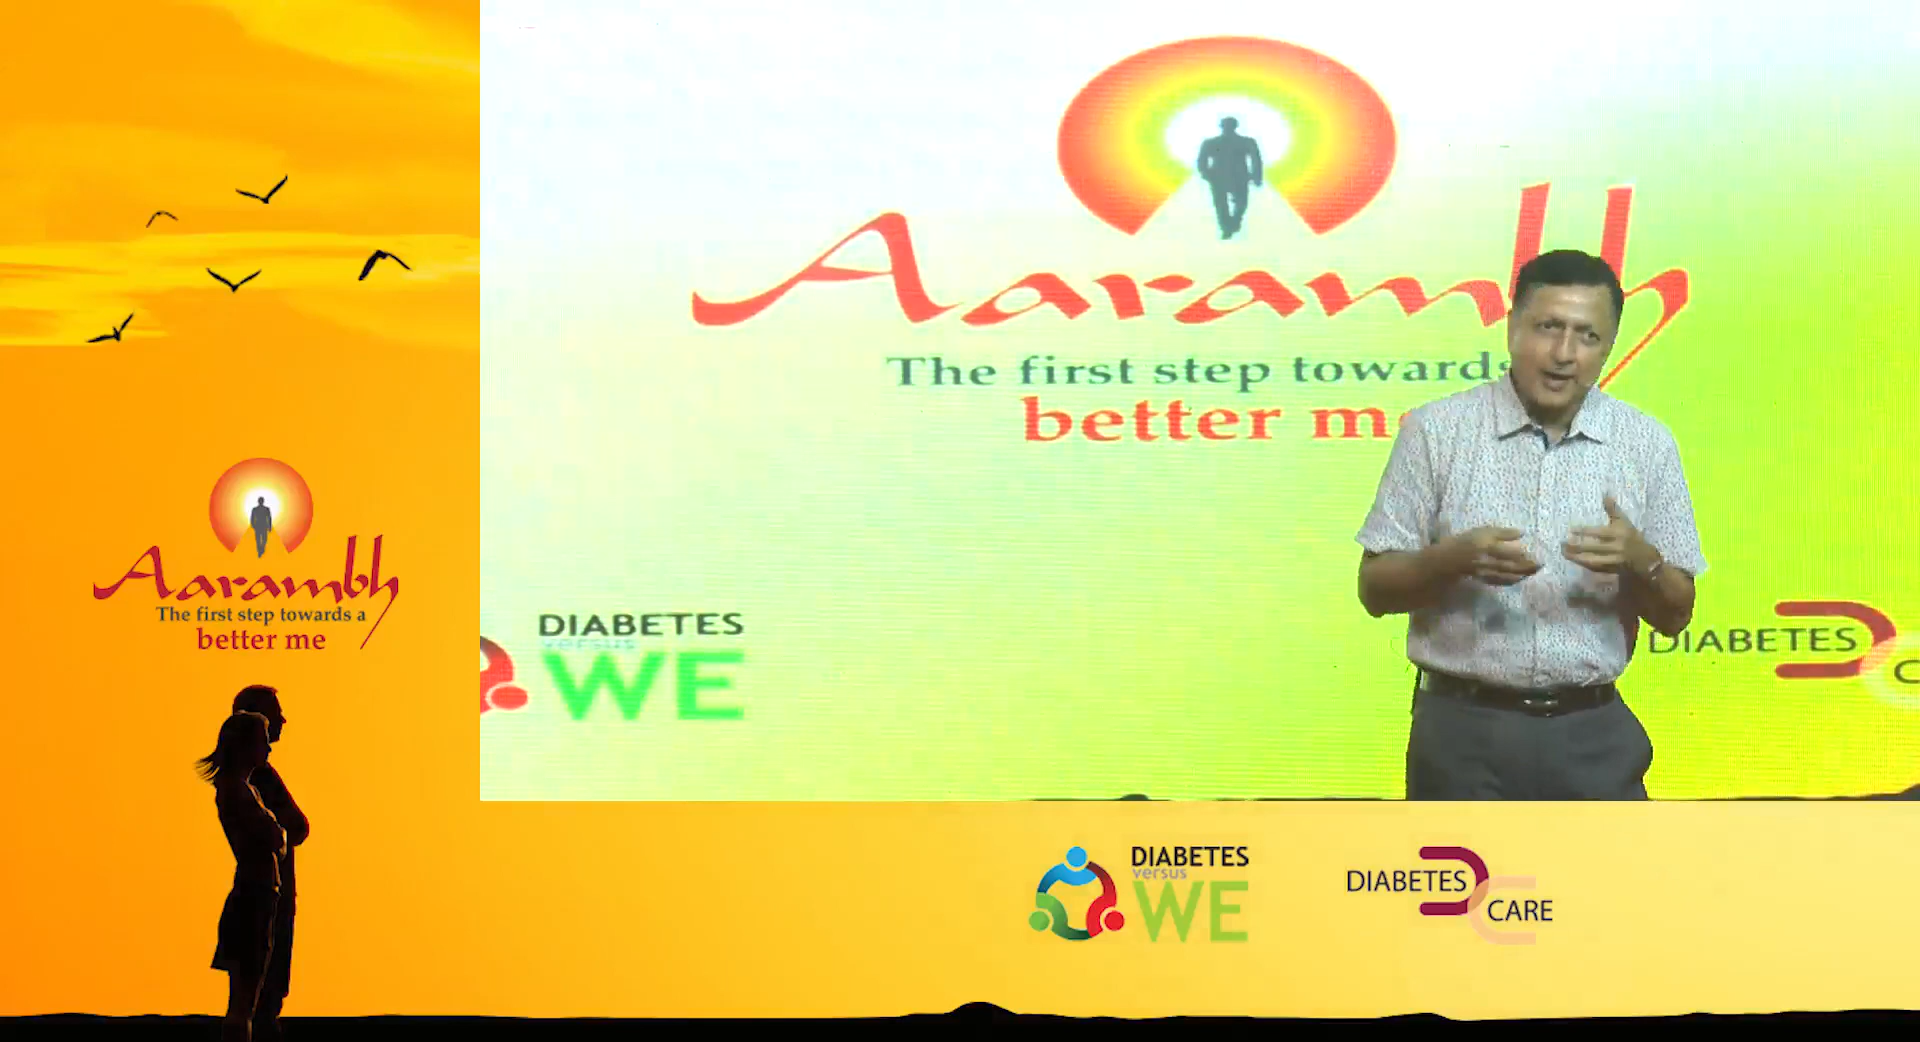 Aarambh
The first step towards
better me
DIABETES
versus
WE
DIABETES
C
Aarambh
The first step towards a
better me
DIABETES
versus
WE
DIABETES
CARE